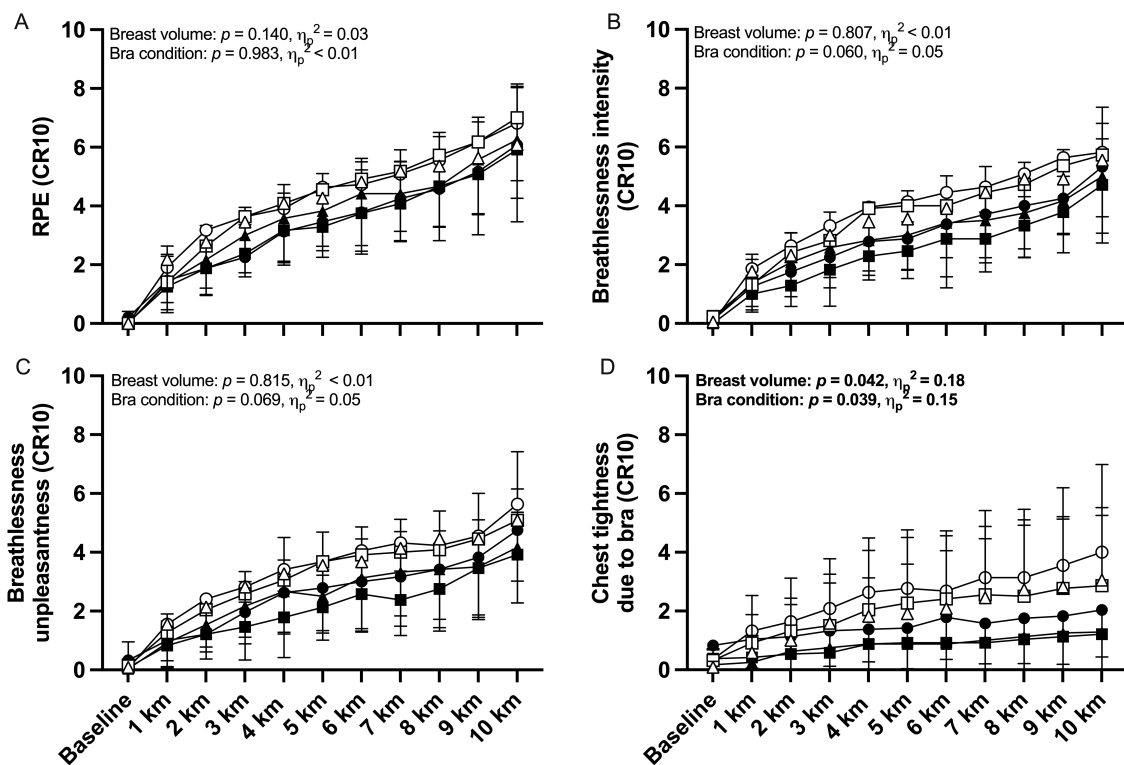 A
Breast volume: p = 0.140, ηp² = 0.03
Bra condition: p = 0.983, ηp² < 0.01
RPE (CR10)
10
8
6
4
2
0
B
Breast volume: p = 0.807, ηp² < 0.01
Bra condition: p = 0.060, ηp² = 0.05
Breathlessness intensity
(CR10)
10
8
6
4
2
0
C
Breast volume: p = 0.815, ηp² < 0.01
Bra condition: p = 0.069, ηp² = 0.05
Breathlessness
unpleasantness (CR10)
10
8
6
4
2
0
Baseline
1 km
2 km
3 km
4 km
5 km
6 km
7 km
8 km
9 km
10 km
D
Breast volume: p = 0.042, ηp² = 0.18
Bra condition: p = 0.039, ηp² = 0.15
Chest tightness
due to bra (CR10)
10
8
6
4
2
0
Baseline
1 km
2 km
3 km
4 km
5 km
6 km
7 km
8 km
9 km
10 km